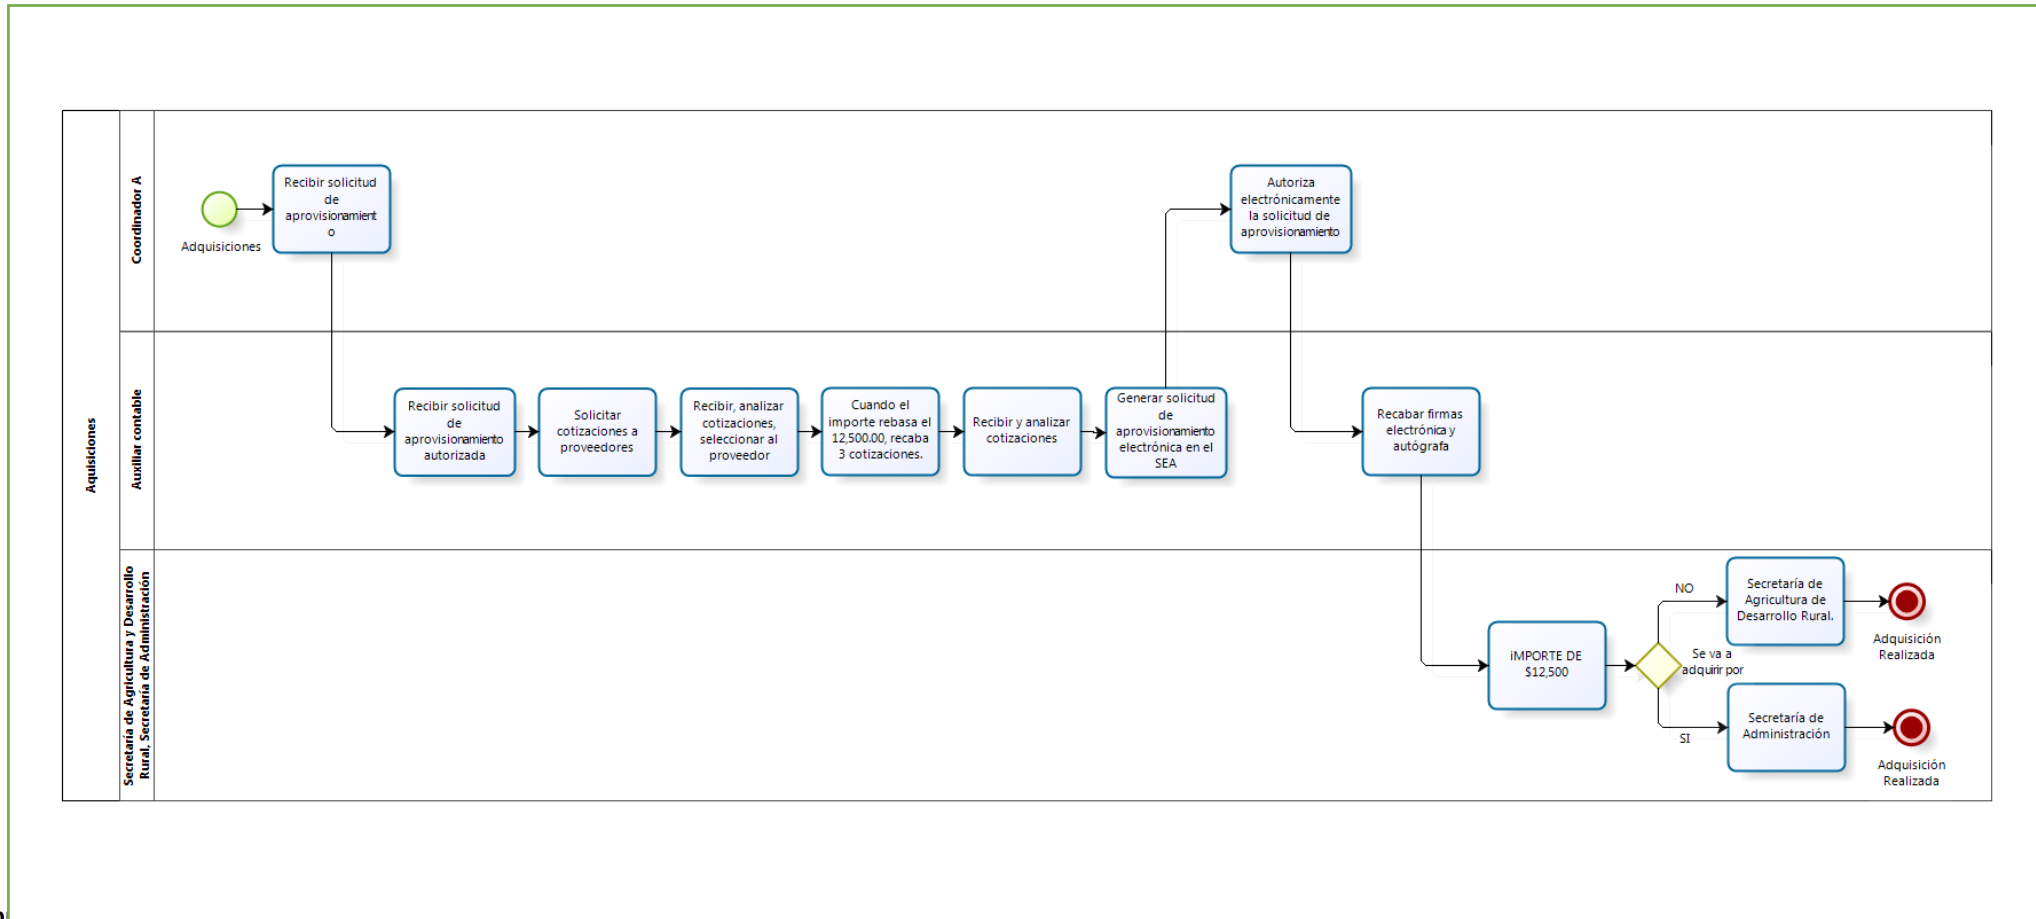 Aquisiciones
Coordinador A
Adquisiciones
Recibir solicitud
de
aprovisionamient
o
Autoriza
electrónicamente
la solicitud de
aprovisionamiento
Auxiliar contable
Recibir solicitud
de
aprovisionamiento
autorizada
Solicitar
cotizaciones a
proveedores
Recibir, analizar
cotizaciones,
seleccionar al
proveedor
Cuando el
importe rebasa el
12,500.00, recaba
3 cotizaciones.
Recibir y analizar
cotizaciones
Generar solicitud
de
aprovisionamiento
electrónica en el
SEA
Recabar firmas
electrónica y
autógrafa
Secretaría de Agricultura y Desarrollo
Rural, Secretaría de Administración
iMPORTE DE
$12,500
Se va a
adquirir por
NO
Secretaría de
Agricultura de
Desarrollo Rural.
Adquisición
Realizada
SI
Secretaría de
Administración
Adquisición
Realizada